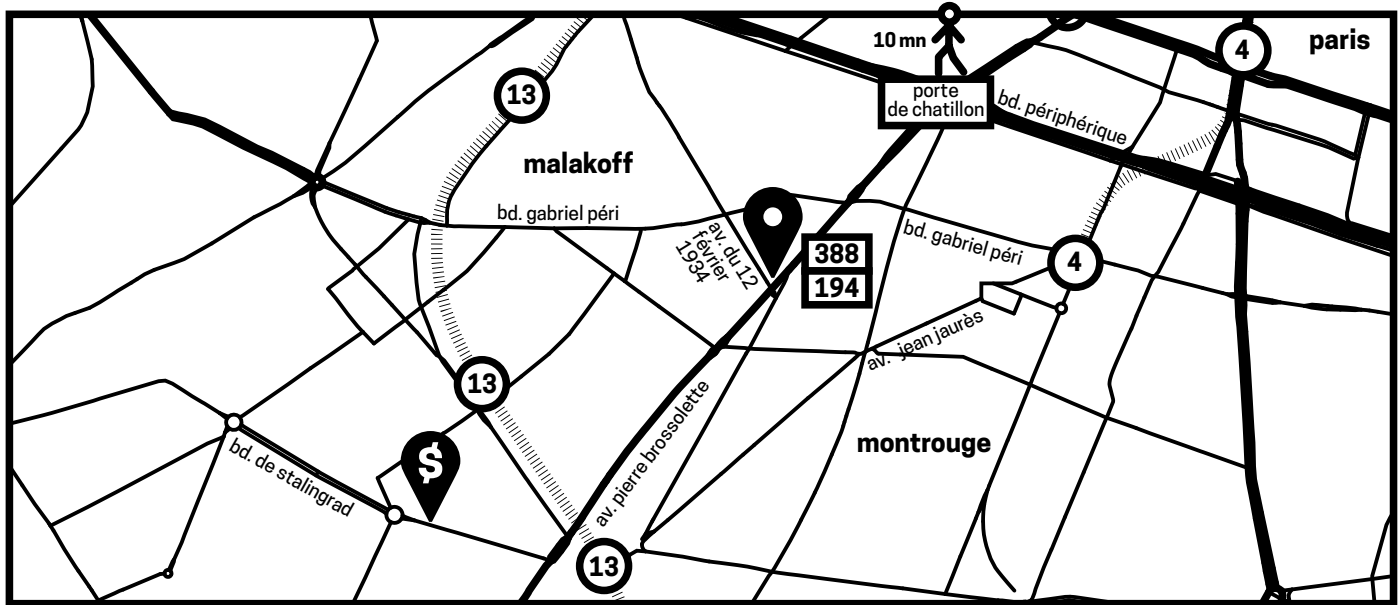 10 mn
4
paris
13
porte
de chatillon
bd. périphérique
malakoff
bd. gabriel péri
av. du 12
février
1934
388
194
bd. gabriel péri
4
av. jean jaurès
13
av. pierre brossolette
montrouge
$
bd. de stalingrad
13